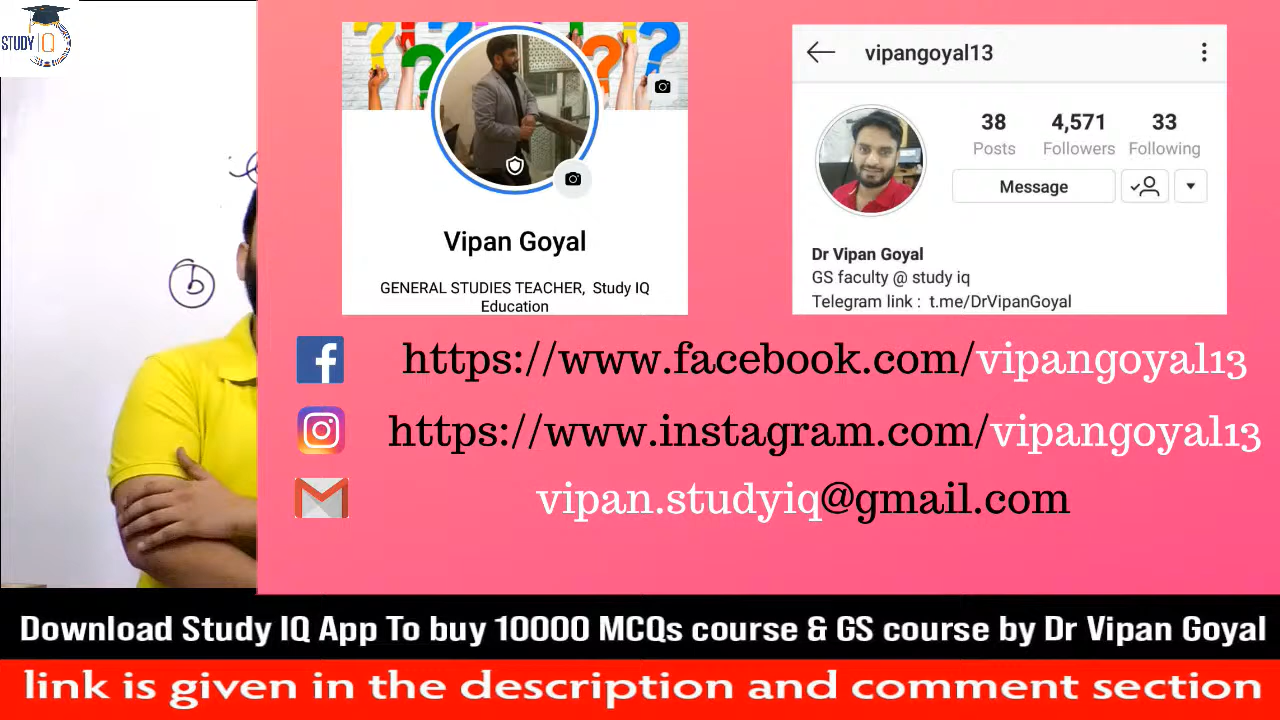 STUDY IQ
b
Vipan Goyal
GENERAL STUDIES TEACHER, Study IQ
Education
vipangoyal13
38 4,571 33
Posts Followers Following
Message
Dr Vipan Goyal
GS faculty @ study iq
Telegram link : t.me/DrVipanGoyal
https://www.facebook.com/vipangoyal13
https://www.instagram.com/vipangoyal13
vipan.studyiq@gmail.com
Download Study IQ App To buy 10000 MCQs course & GS course by Dr Vipan Goyal
link is given in the description and comment section